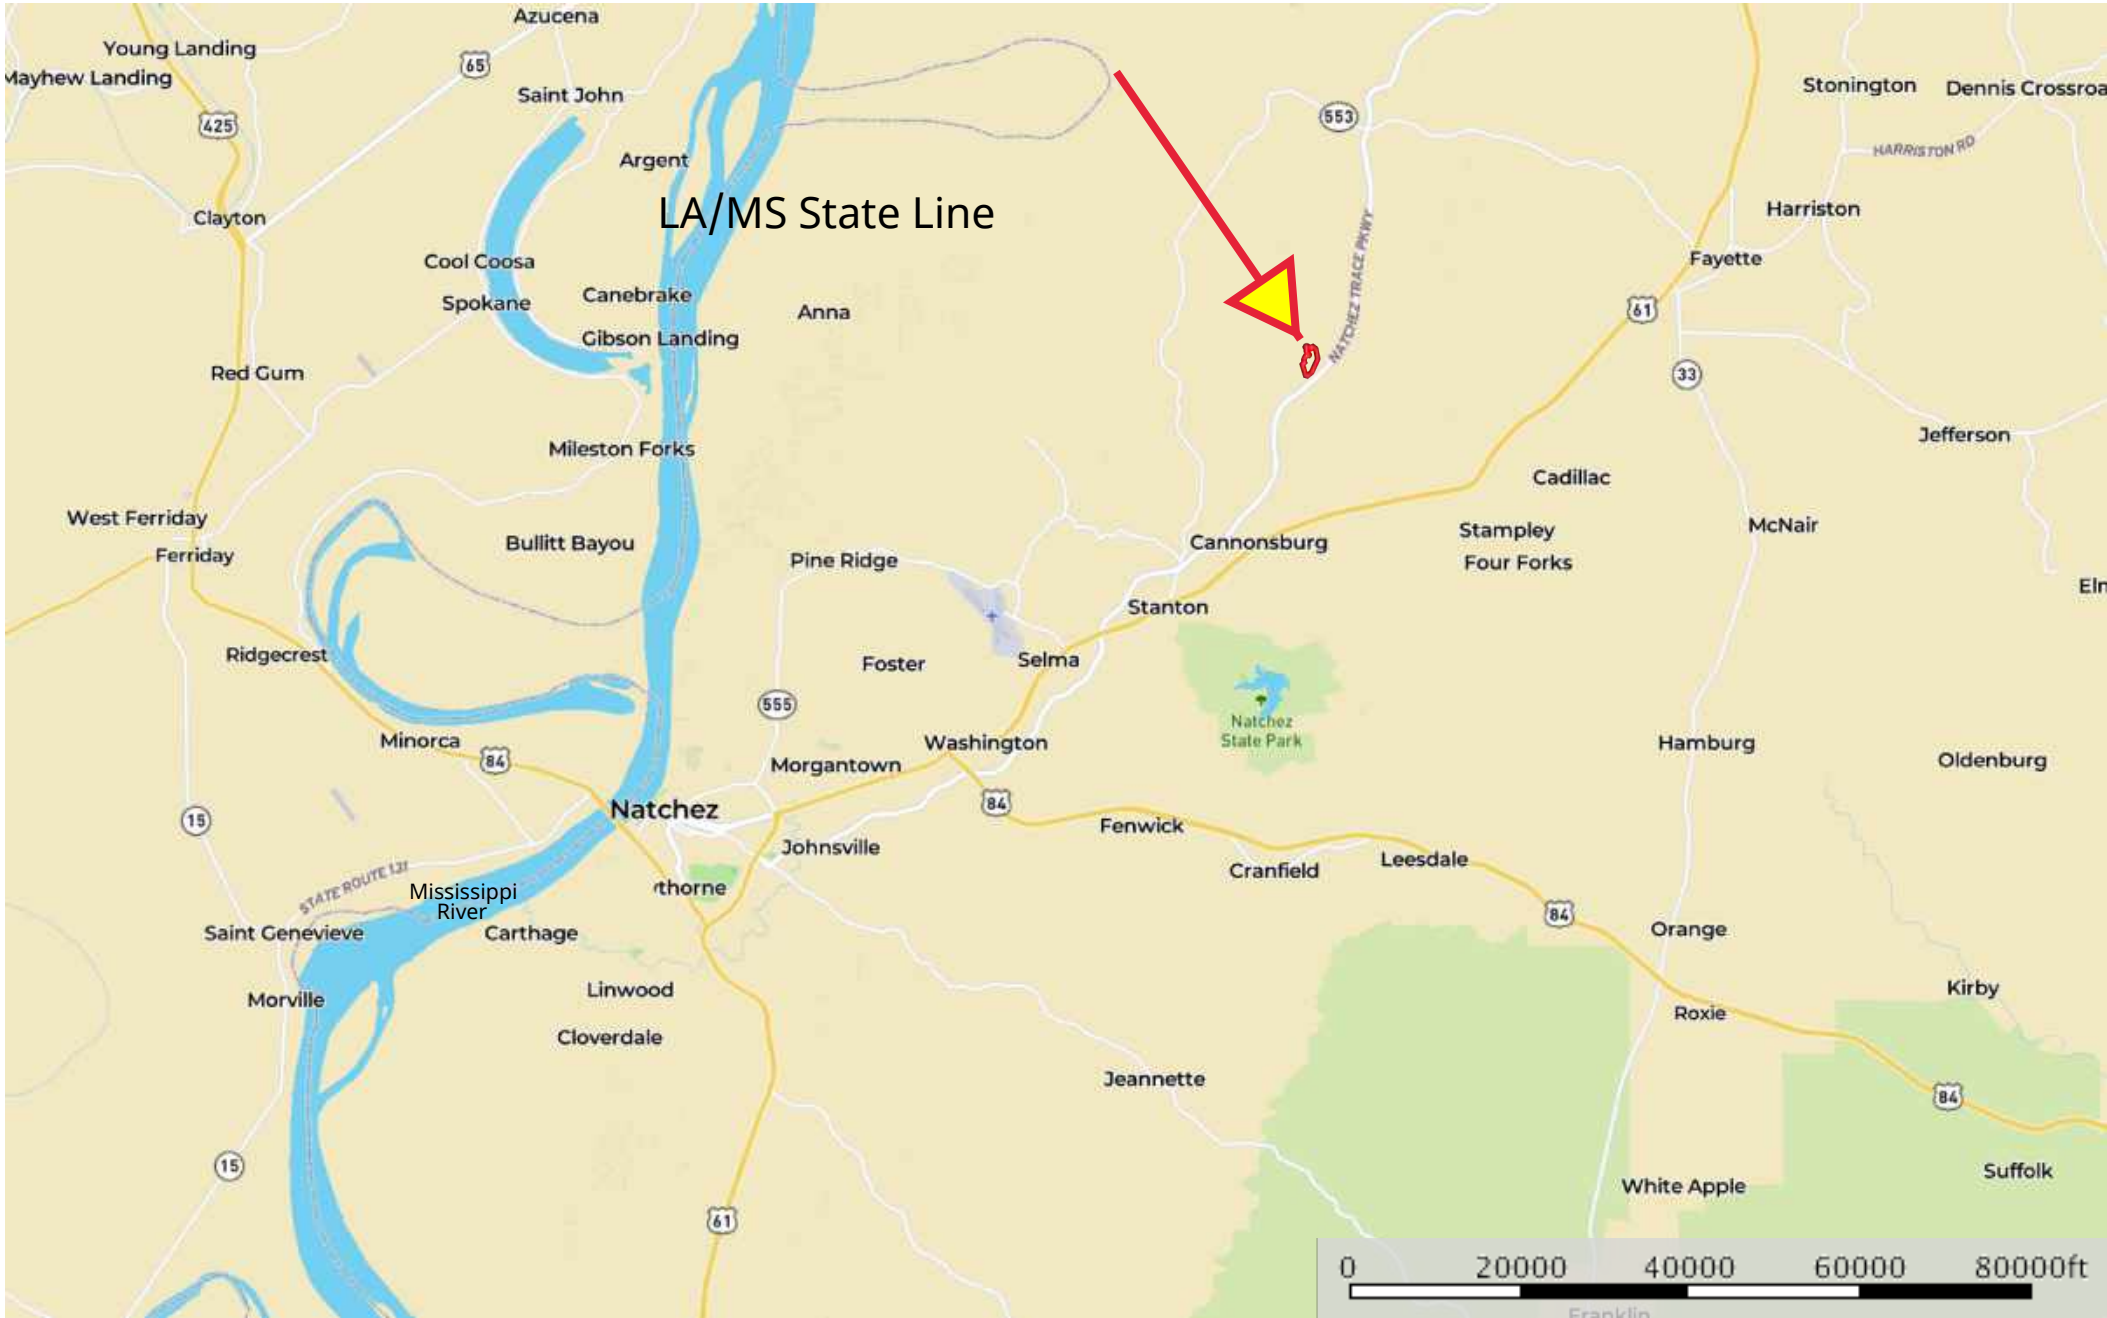 Azucena
Young Landing
65
Mayhew Landing
Stonington
Dennis Crossroa
Saint John
553
425
HARRISTON RD
Argent
LA/MS State Line
Harriston
Clayton
Cool Coosa
Fayette
NATCHEZ TRACE PKWY
Canebrake
Spokane
Anna
61
Gibson Landing
Red Gum
33
Jefferson
Mileston Forks
Cadillac
West Ferriday
McNair
Stampley
Bullitt Bayou
Cannonsburg
Ferriday
Pine Ridge
Four Forks
Eln
Stanton
Ridgecrest
Foster
Selma
555
Natchez
State Park
Minorca
Washington
Hamburg
84
Morgantown
Oldenburg
84
Natchez
15
Fenwick
Johnsville
Leesdale
Cranfield
STATE ROUTE 131
Mississippi
River
thorne
84
Saint Genevieve
Carthage
Orange
Morville
Linwood
Kirby
Roxie
Cloverdale
Jeannette
84
15
Suffolk
White Apple
61
0 20000 40000 60000 80000ft
Franklin